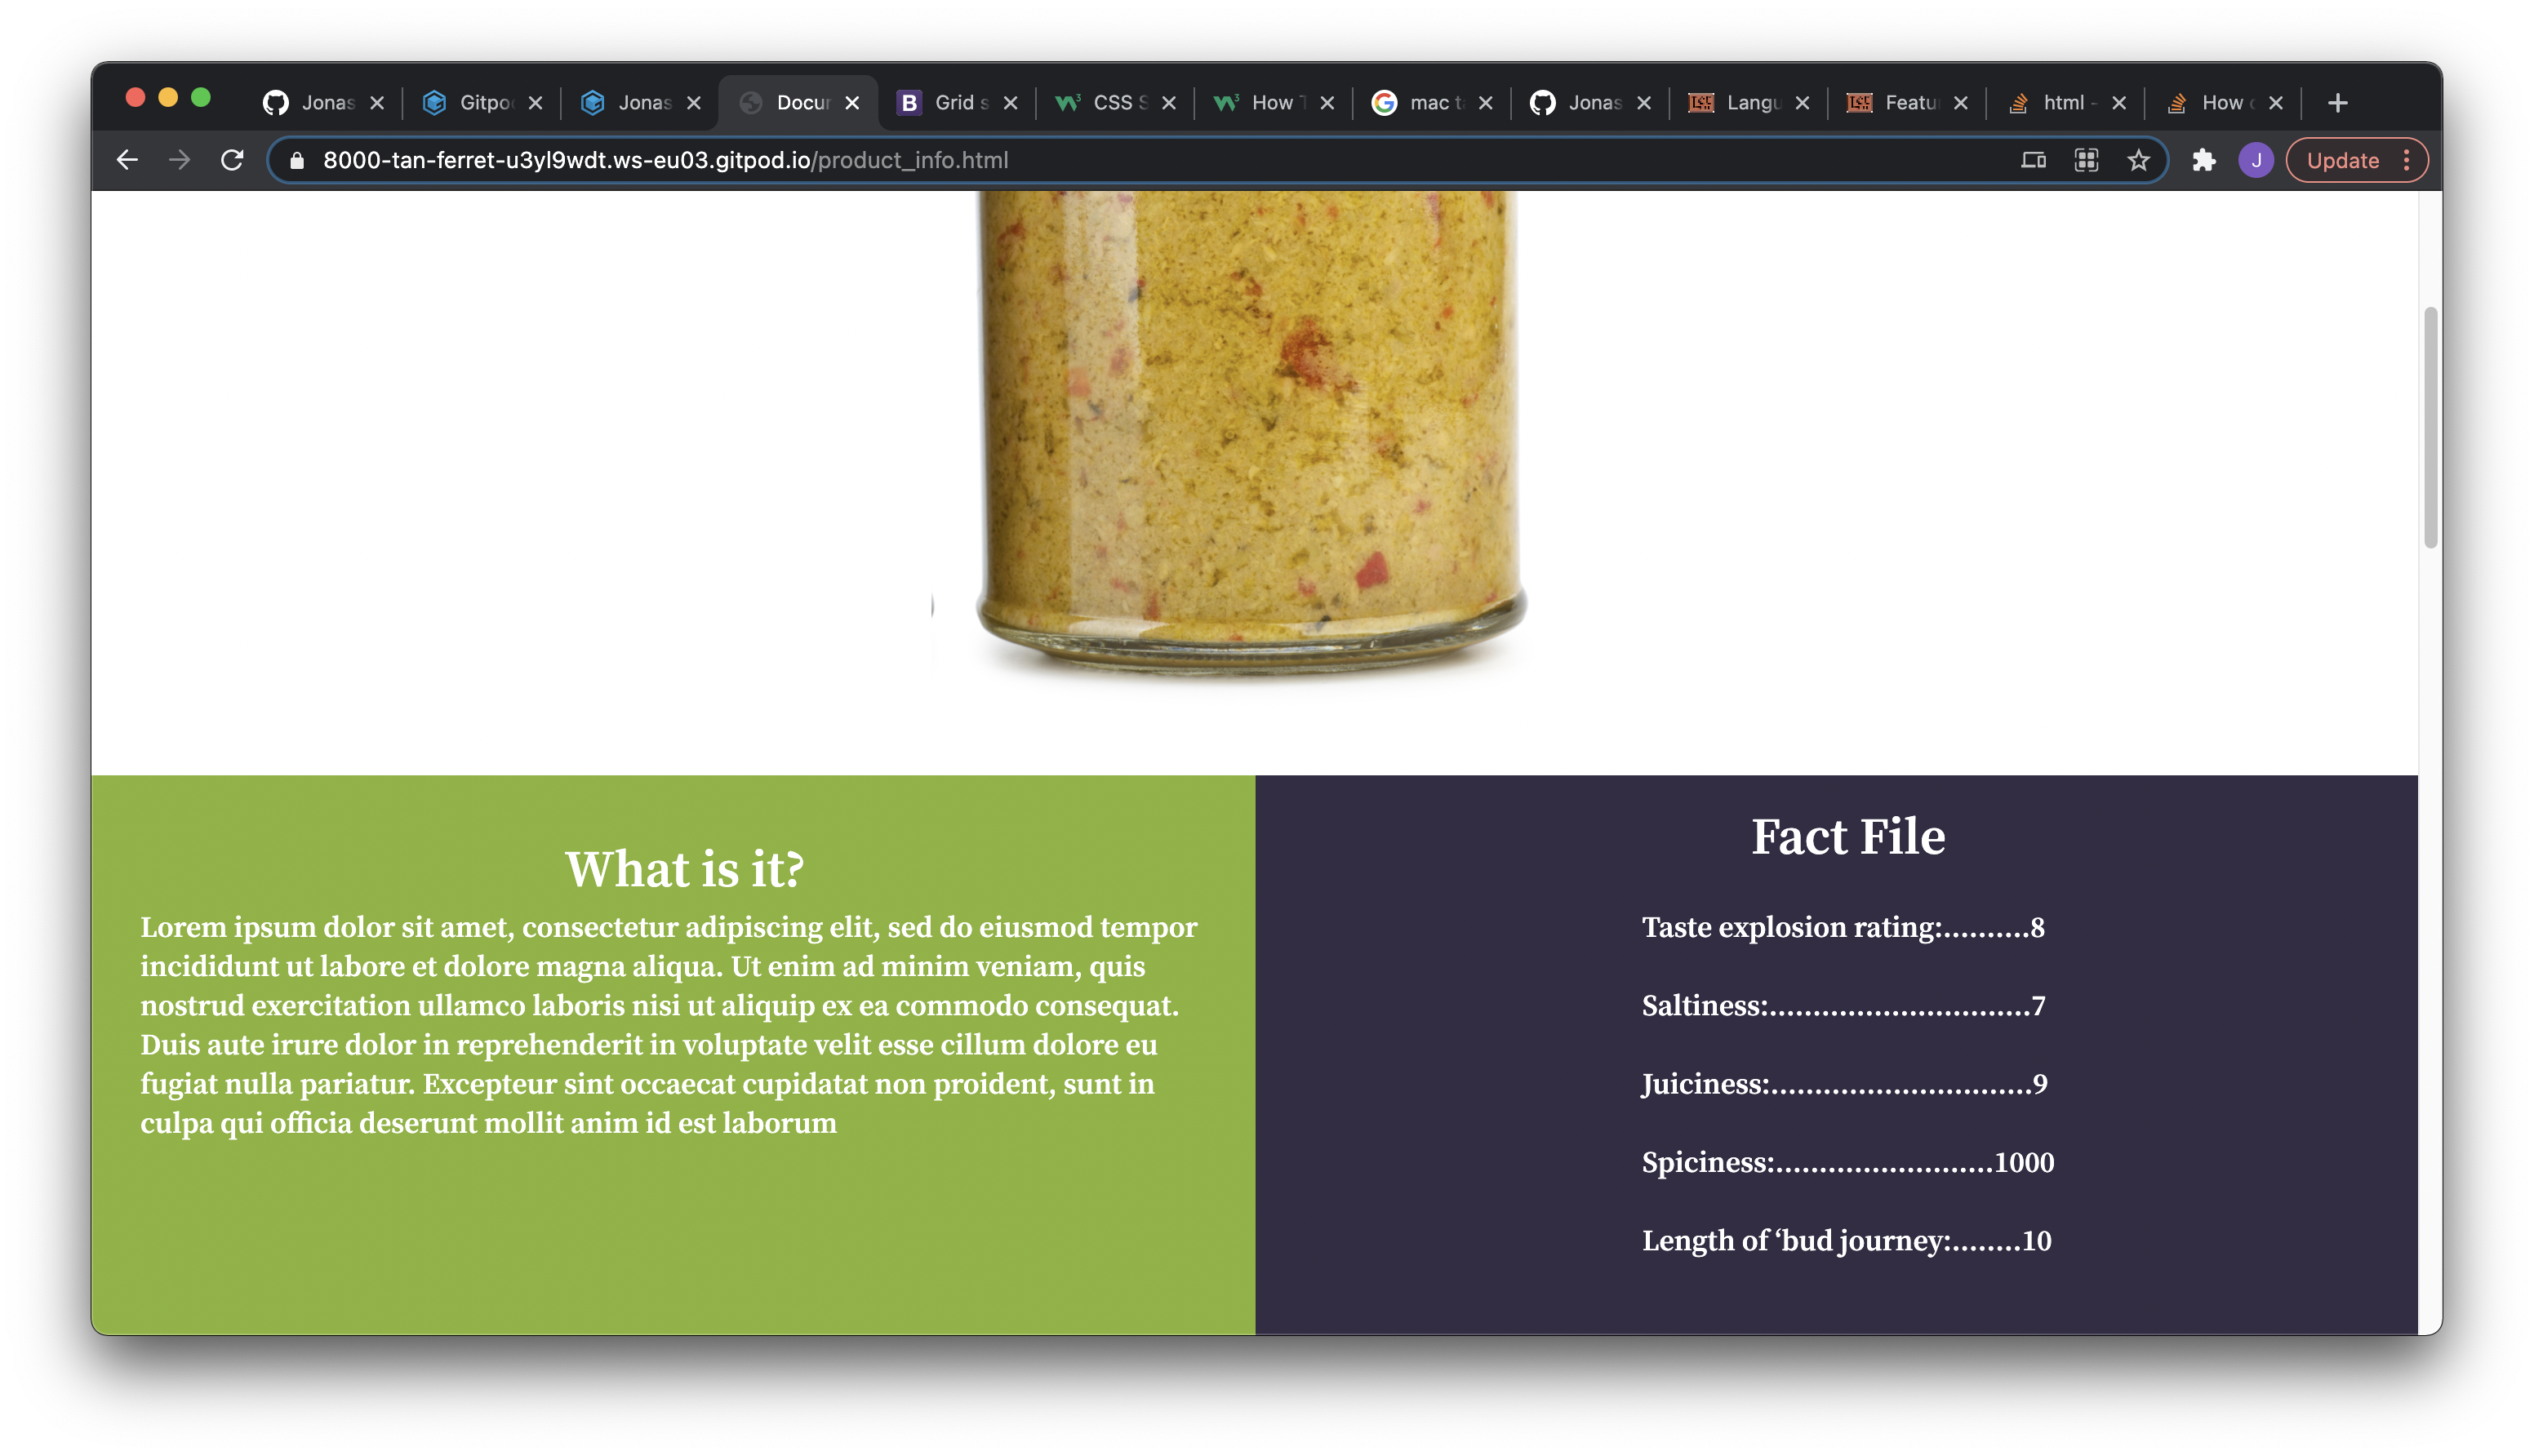 Jonas
Gitpo
Jonas
Docur
B
Grid s
CSS S
How T
mac t
Jonas
Langu
Featu
html -
How
8000-tan-ferret-u3yl9wdt.ws-eu03.gitpod.io/product_info.html
J
Update
What is it?
Lorem ipsum dolor sit amet, consectetur adipiscing elit, sed do eiusmod tempor
incididunt ut labore et dolore magna aliqua. Ut enim ad minim veniam, quis
nostrud exercitation ullamco laboris nisi ut aliquip ex ea commodo consequat.
Duis aute irure dolor in reprehenderit in voluptate velit esse cillum dolore eu
fugiat nulla pariatur. Excepteur sint occaecat cupidatat non proident, sunt in
culpa qui officia deserunt mollit anim id est laborum
Fact File
Taste explosion rating:..........8
Saltiness:..............................7
Juiciness:..............................9
Spiciness:.........................1000
Length of ‘bud journey:........10